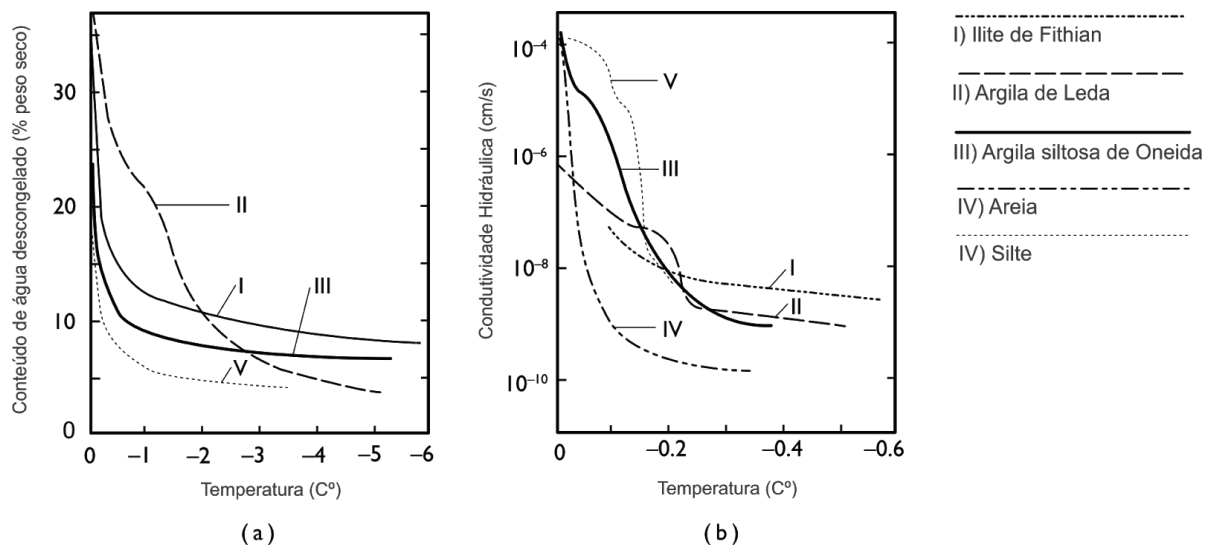 Conteúdo de água descongelado (% peso seco)
30
20
10
0
II
I
III
V
0 –1 –2 –3 –4 –5 –6
Temperatura (Cº)
(a)
Condutividade Hidráulica (cm/s)
10⁻⁴
10⁻⁶
10⁻⁸
10⁻¹⁰
V
III
I
II
IV
0 –0.2 –0.4 –0.6
Temperatura (Cº)
(b)
I) Ilite de Fithian
II) Argila de Leda
III) Argila siltosa de Oneida
IV) Areia
IV) Silte